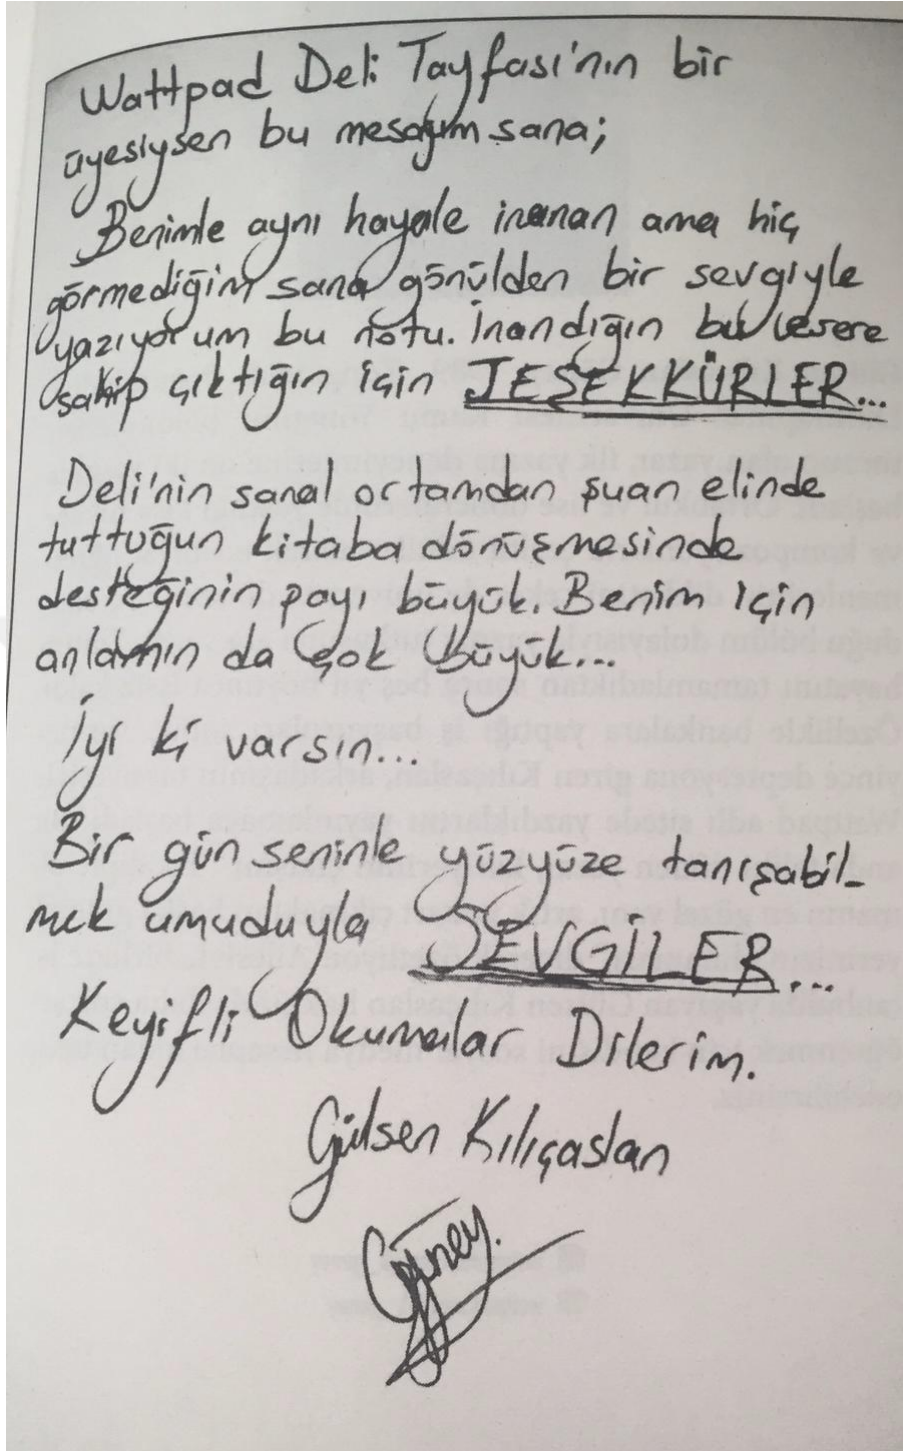 Wattpad Deli Tayfası'nın bir
üyesiysen bu mesajım sana;
Benimle aynı hayale inanan ama hiç
görmediğim sana gönülden bir sevgiyle
yazıyorum bu notu. İnandığın bu esere
sahip çıktığın için TEŞEKKÜRLER...
Deli'nin sanal ortamdan şuan elinde
tuttuğun kitaba dönüşmesinde
desteğinin payı büyük. Benim için
anlamın da çok büyük...
İyi ki varsın...
Bir gün seninle yüzyüze tanışabil-
mek umuduyla SEVGİLER...
Keyifli Okumalar Dilerim.
Gülsen Kılıçaslan
Güney.